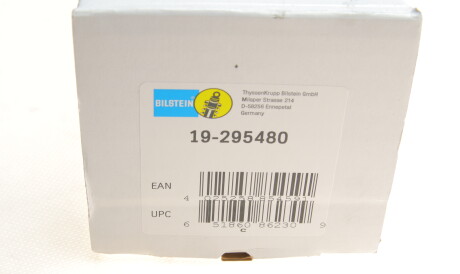 BILSTEIN
ThyssenKrupp Bilstein GmbH
Milsper Strasse 214
D-58256 Ennepetal
Germany
19-295480
EAN
UPC
6 51860 86230 9
C